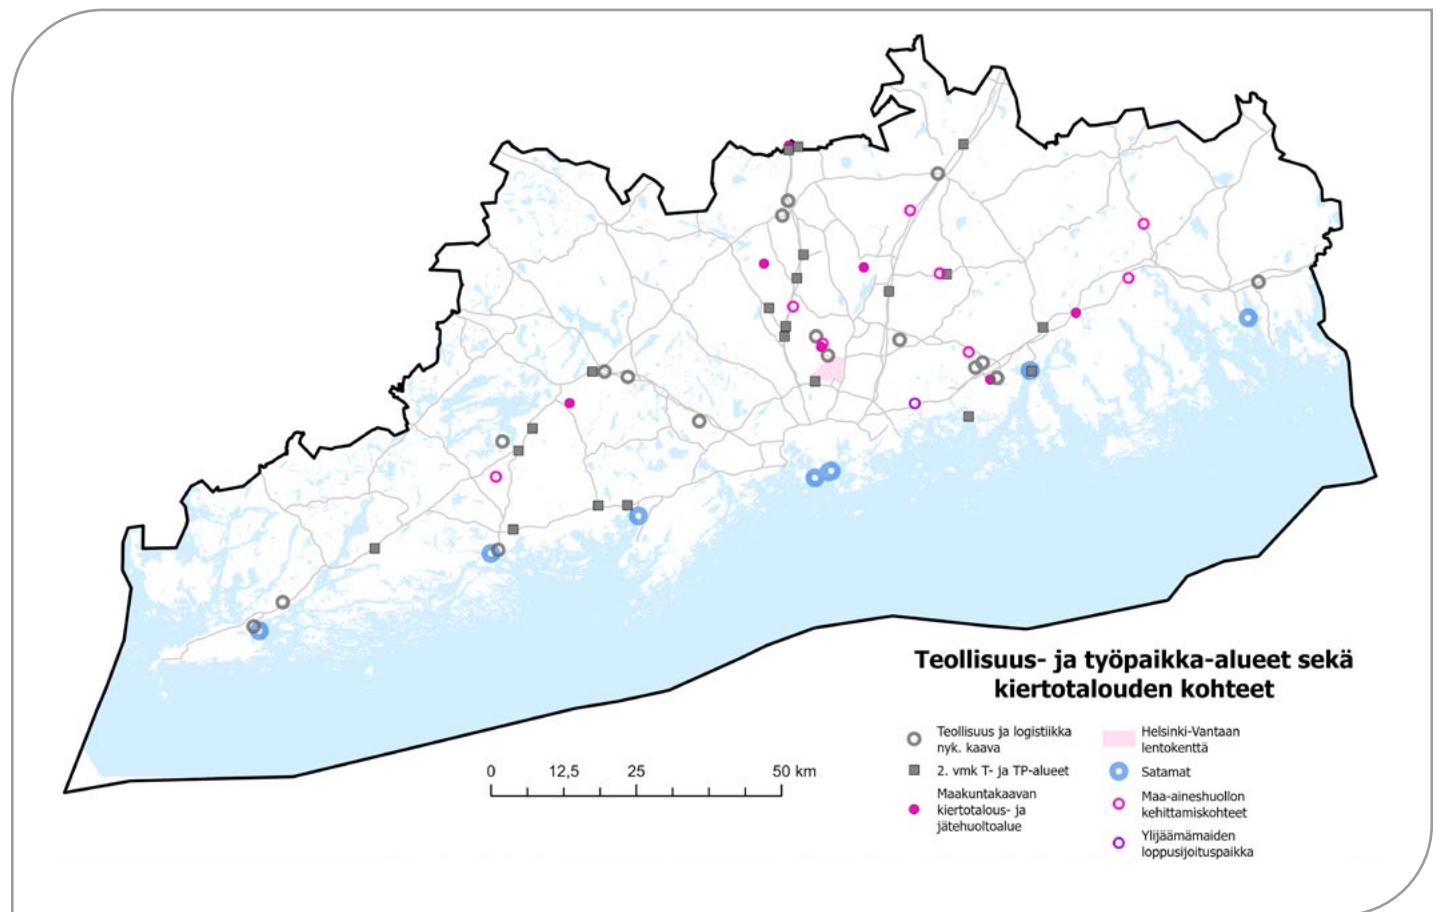 Teollisuus- ja työpaikka-alueet sekä
kiertotalouden kohteet
Teollisuus ja logistiikka
nyk. kaava
2. vmk T- ja TP-alueet
Maakuntakaavan
kiertotalous- ja
jätehuoltoalue
Helsinki-Vantaan
lentokenttä
Satamat
Maa-aineshuollon
kehittamiskohteet
Ylijäämämaiden
loppusijoituspaikka
0 12,5 25 50 km